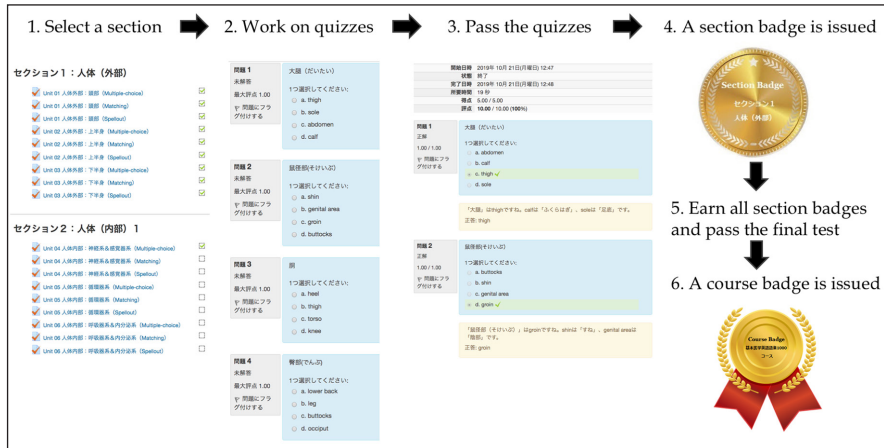 1. Select a section
2. Work on quizzes
3. Pass the quizzes
4. A section badge is issued
セクション1：人体（外部）
Unit 01 人体外部：頭部（Multiple-choice）
Unit 01 人体外部：頭部（Matching）
Unit 01 人体外部：頭部（Spellout）
Unit 02 人体外部：上半身（Multiple-choice）
Unit 02 人体外部：上半身（Matching）
Unit 02 人体外部：上半身（Spellout）
Unit 03 人体外部：下半身（Multiple-choice）
Unit 03 人体外部：下半身（Matching）
Unit 03 人体外部：下半身（Spellout）
セクション2：人体（内部）1
Unit 04 人体内部：神経系＆感覚器系（Multiple-choice）
Unit 04 人体内部：神経系＆感覚器系（Matching）
Unit 04 人体内部：神経系＆感覚器系（Spellout）
Unit 05 人体内部：循環器系（Multiple-choice）
Unit 05 人体内部：循環器系（Matching）
Unit 05 人体内部：循環器系（Spellout）
Unit 06 人体内部：呼吸器系＆内分泌系（Multiple-choice）
Unit 06 人体内部：呼吸器系＆内分泌系（Matching）
Unit 06 人体内部：呼吸器系＆内分泌系（Spellout）
問題 1
未解答
最大評点 1.00
問題にフラグ付けする
大腿（だいたい）
1つ選択してください:
a. thigh
b. sole
c. abdomen
d. calf
問題 2
未解答
最大評点 1.00
問題にフラグ付けする
鼠径部(そけいぶ)
1つ選択してください:
a. shin
b. genital area
c. groin
d. buttocks
問題 3
未解答
最大評点 1.00
問題にフラグ付けする
胴
1つ選択してください:
a. heel
b. thigh
c. torso
d. knee
問題 4
未解答
最大評点 1.00
問題にフラグ付けする
臀部(でんぶ)
1つ選択してください:
a. lower back
b. leg
c. buttocks
d. occiput
開始日時 2019年 10月 21日(月曜日) 12:47
状態 終了
完了日時 2019年 10月 21日(月曜日) 12:48
所要時間 19 秒
得点 5.00 / 5.00
評点 10.00 / 10.00 (100%)
問題 1
正解
1.00 / 1.00
問題にフラグ付けする
大腿（だいたい）
1つ選択してください:
a. abdomen
b. calf
c. thigh
d. sole
「大腿」はthighですね。calfは「ふくらはぎ」、soleは「足底」です。
正答: thigh
問題 2
正解
1.00 / 1.00
問題にフラグ付けする
鼠径部(そけいぶ)
1つ選択してください:
a. buttocks
b. shin
c. genital area
d. groin
「鼠径部（そけいぶ）」はgroinですね。shinは「すね」、genital areaは
「陰部」です。
正答: groin
Section Badge
セクション1
人体（外部）
5. Earn all section badges
and pass the final test
6. A course badge is issued
Course Badge
コース